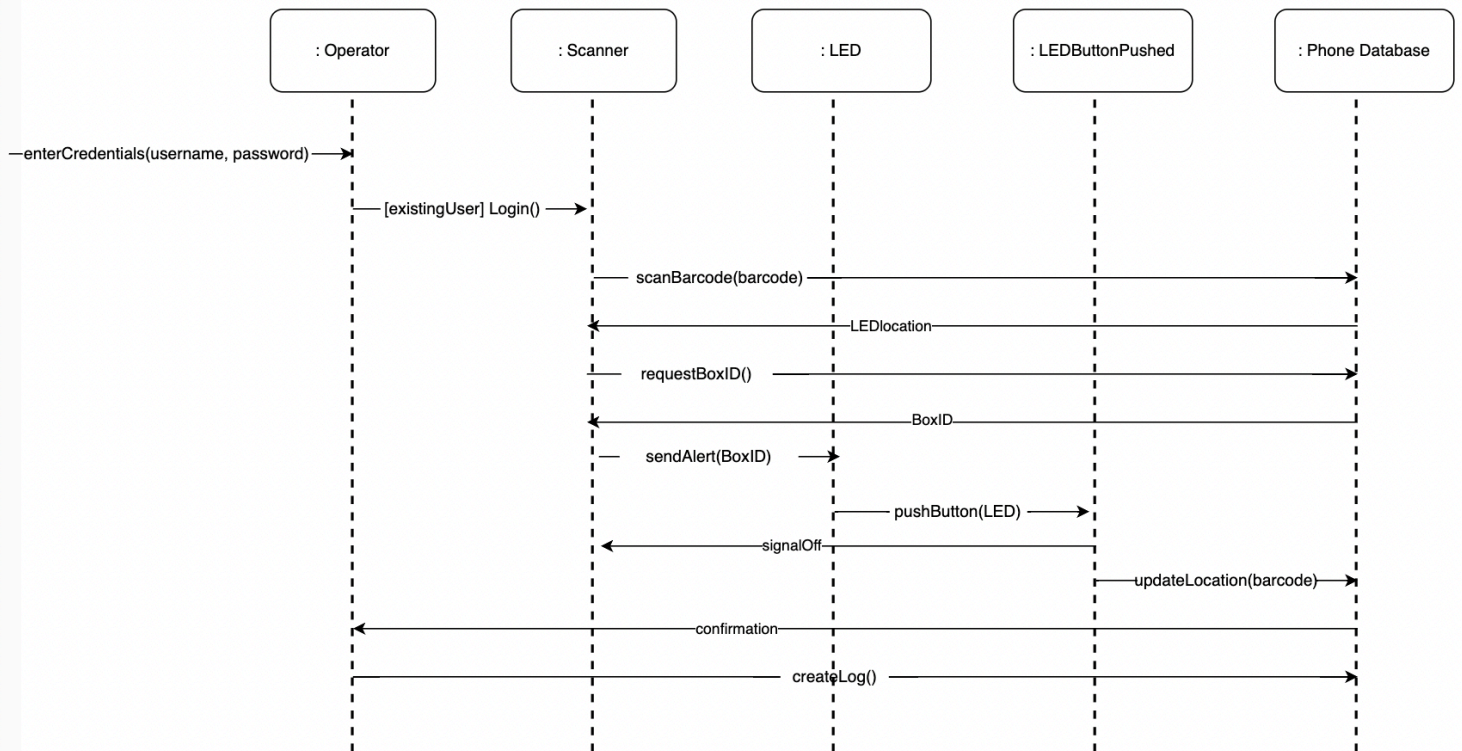 : Operator
: Scanner
: LED
: LEDButtonPushed
: Phone Database
enterCredentials(username, password)
[existingUser] Login()
scanBarcode(barcode)
LEDlocation
requestBoxID()
BoxID
sendAlert(BoxID)
pushButton(LED)
signalOff
updateLocation(barcode)
confirmation
createLog()